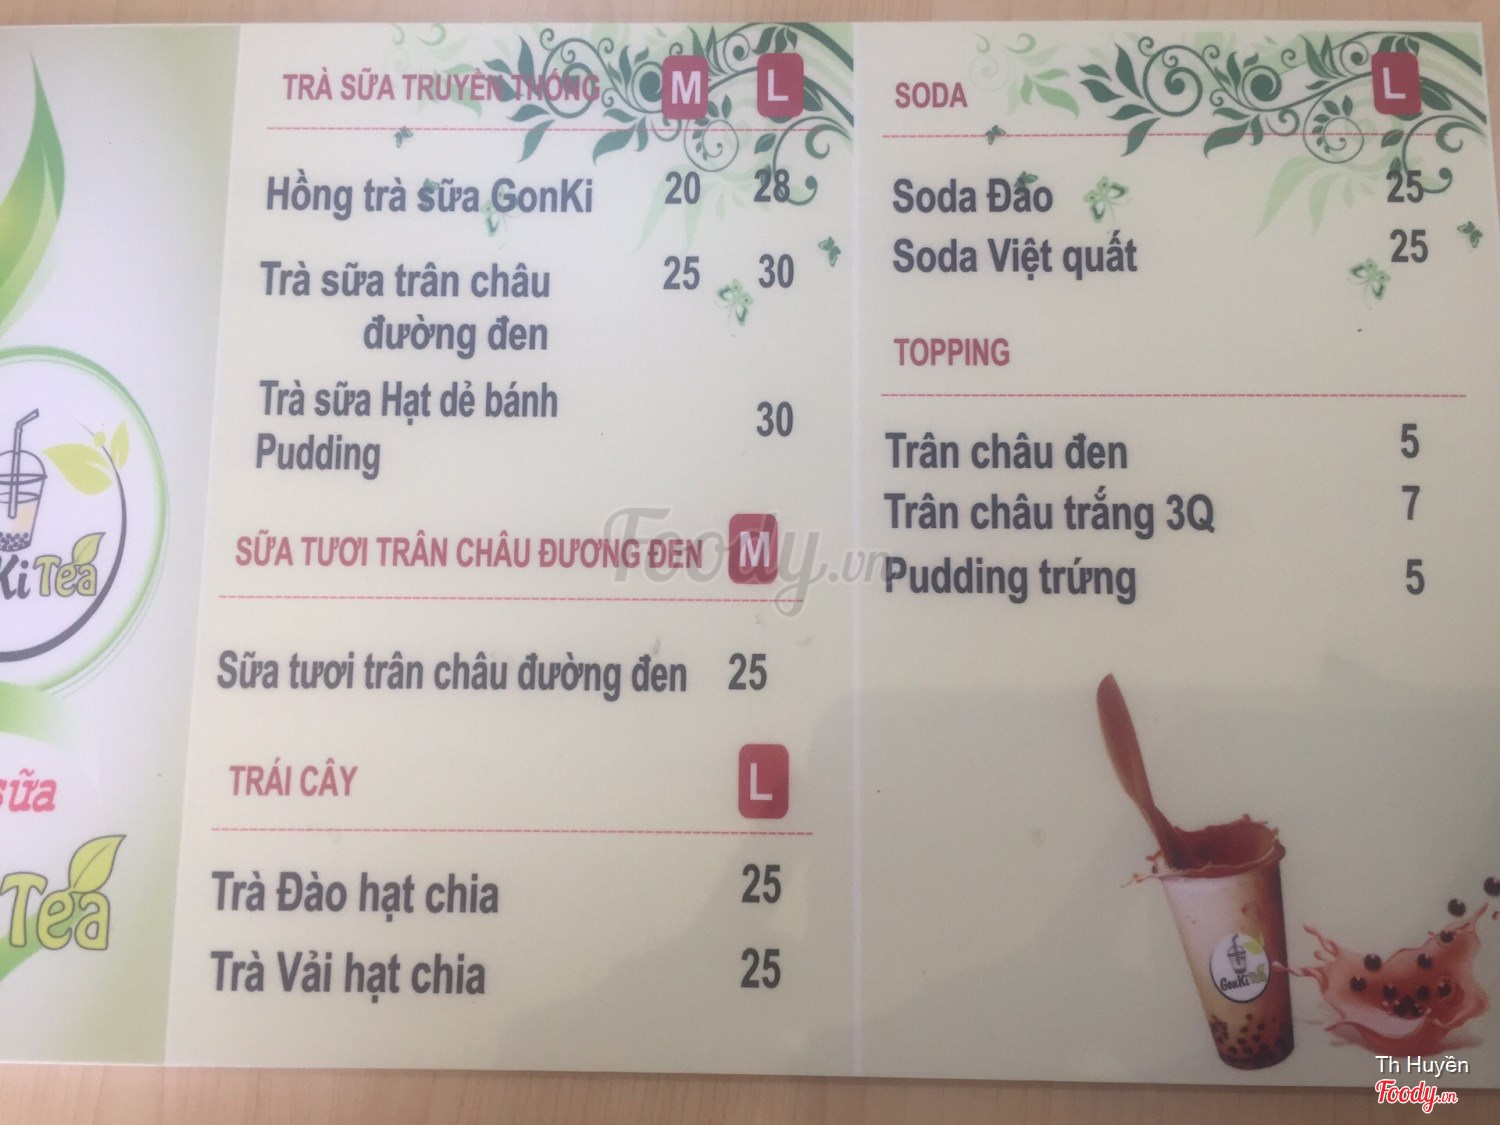 TRÀ SỮA TRUYỀN THỐNG M L
Hồng trà sữa GonKi 20 28
Trà sữa trân châu 25 30
đường đen
Trà sữa Hạt dẻ bánh
Pudding 30
SỮA TƯƠI TRÂN CHÂU ĐƯƠNG ĐEN M
Sữa tươi trân châu đường đen 25
TRÁI CÂY L
Trà Đào hạt chia 25
Trà Vải hạt chia 25
SODA L
Soda Đào 25
Soda Việt quất 25
TOPPING
Trân châu đen 5
Trân châu trắng 3Q 7
Pudding trứng 5
Ki Tea
sữa
Tea
GonKi
Foody.vn
Th Huyền
Foody.vn